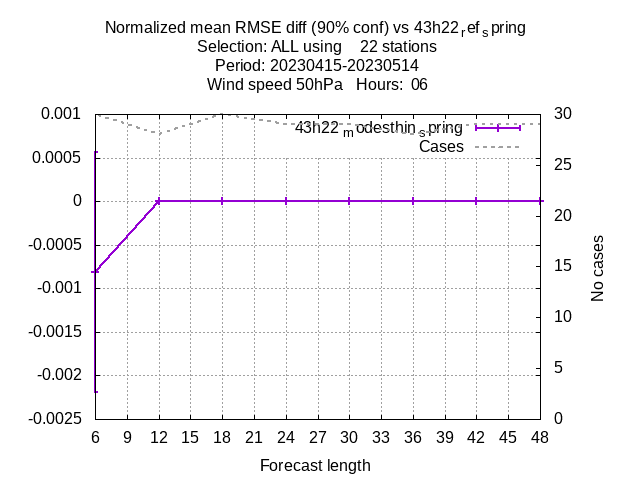 Normalized mean RMSE diff (90% conf) vs 43h22refspring
Selection: ALL using 22 stations
Period: 20230415-20230514
Wind speed 50hPa Hours: 06
0.001
0.0005
0
-0.0005
-0.001
-0.0015
-0.002
-0.0025
43h22modesthinspring
Cases
30
25
20
15
10
5
0
No cases
6 9 12 15 18 21 24 27 30 33 36 39 42 45 48
Forecast length